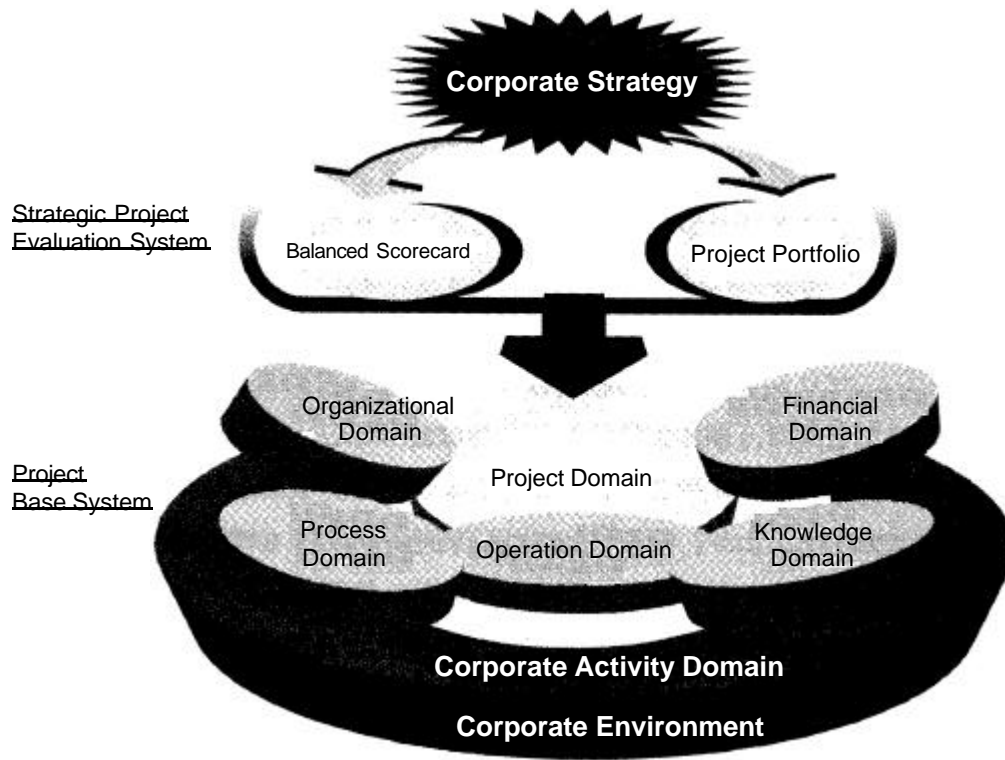 Corporate Strategy
Strategic Project
Evaluation System
Balanced Scorecard
Project Portfolio
Organizational
Domain
Financial
Domain
Project
Base System
Project Domain
Process
Domain
Operation Domain
Knowledge
Domain
Corporate Activity Domain
Corporate Environment